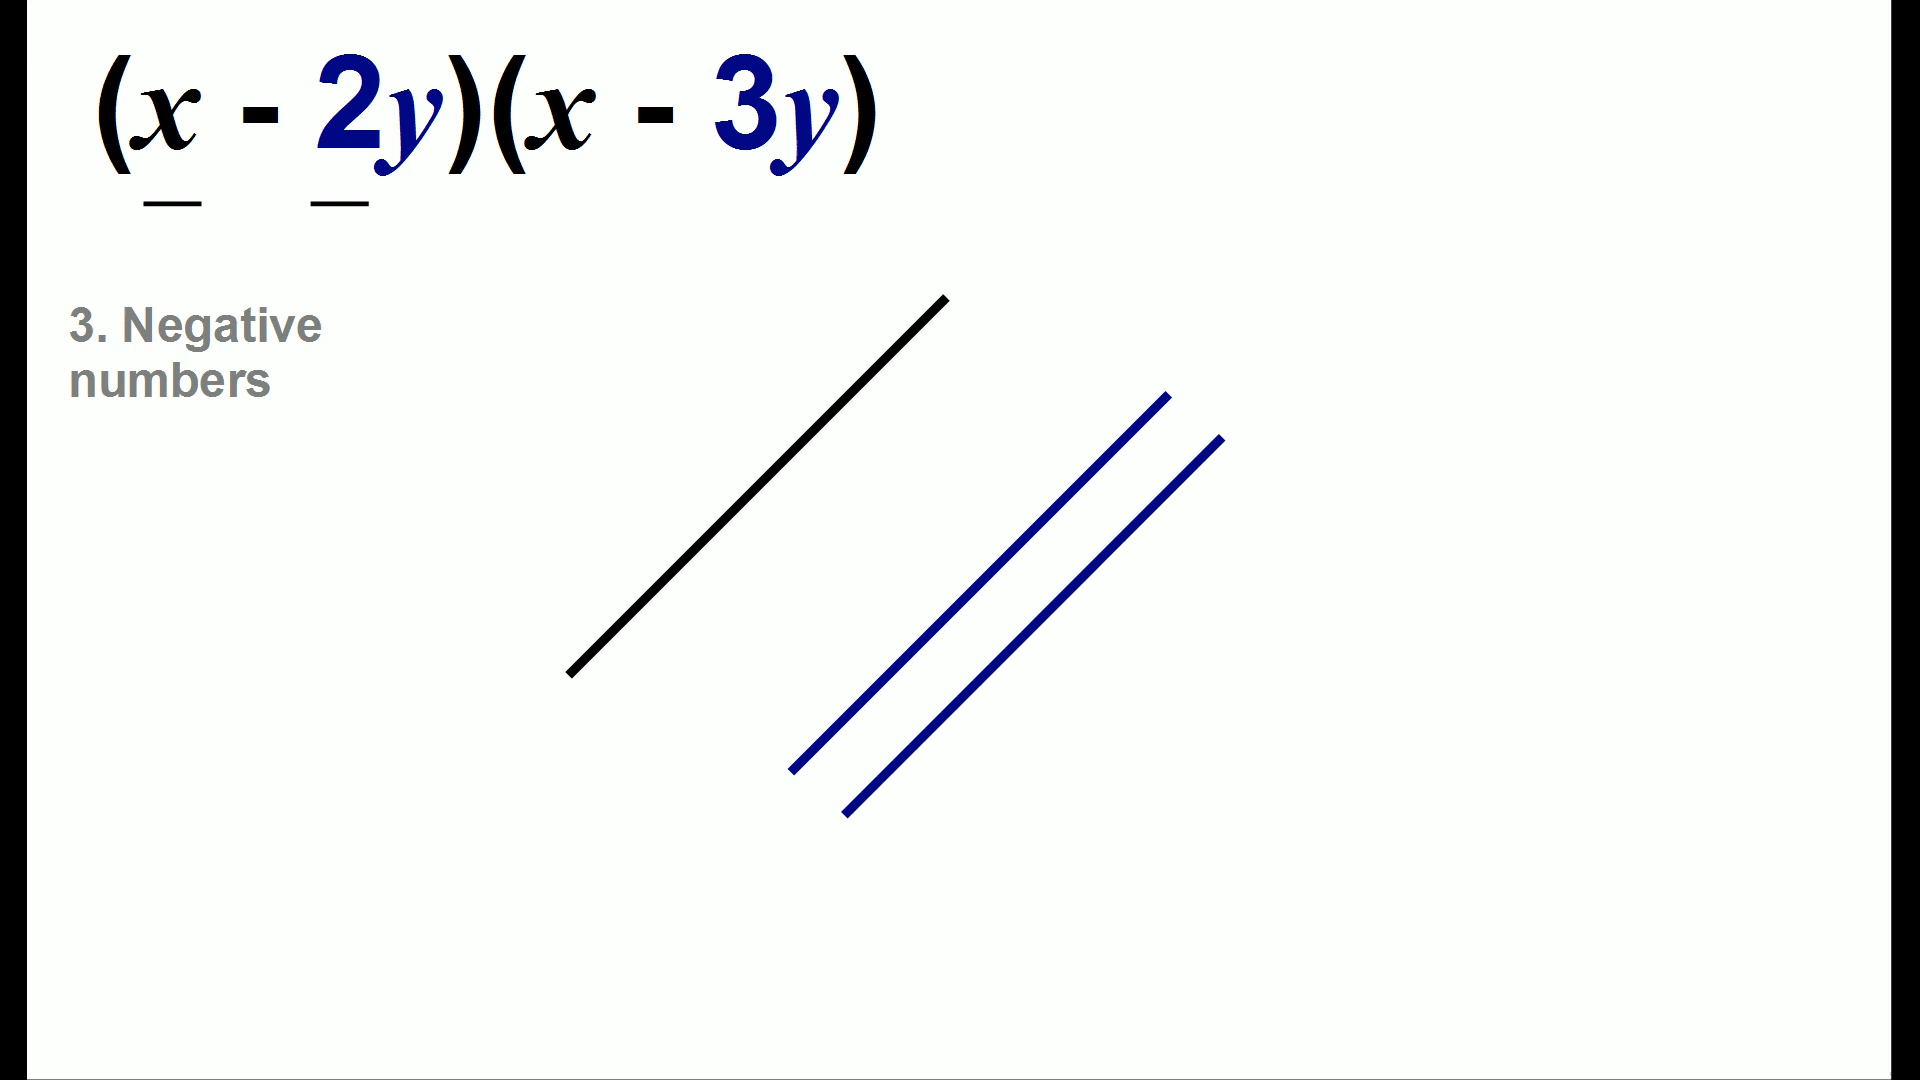 (x - 2y)(x - 3y)
3. Negative
numbers